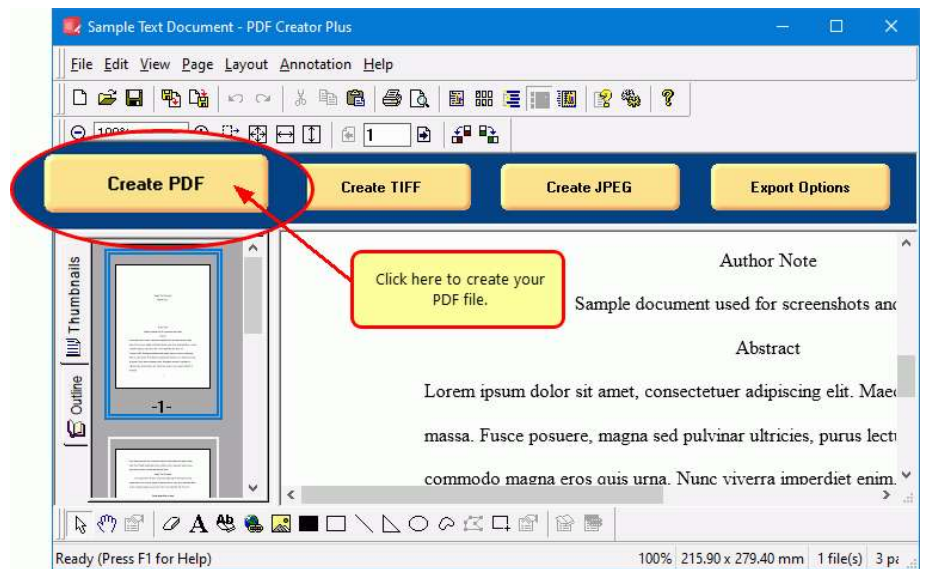 Sample Text Document - PDF Creator Plus
File Edit View Page Layout Annotation Help
1
Create PDF
Create TIFF
Create JPEG
Export Options
Click here to create your
PDF file.
Thumbnails
Outline
-1-
Author Note
Sample document used for screenshots and
Abstract
Lorem ipsum dolor sit amet, consectetuer adipiscing elit. Maec
massa. Fusce posuere, magna sed pulvinar ultricies, purus lectu
commodo magna eros quis urna. Nunc viverra imperdiet enim.
Ready (Press F1 for Help)
100% 215.90 x 279.40 mm 1 file(s) 3 pa